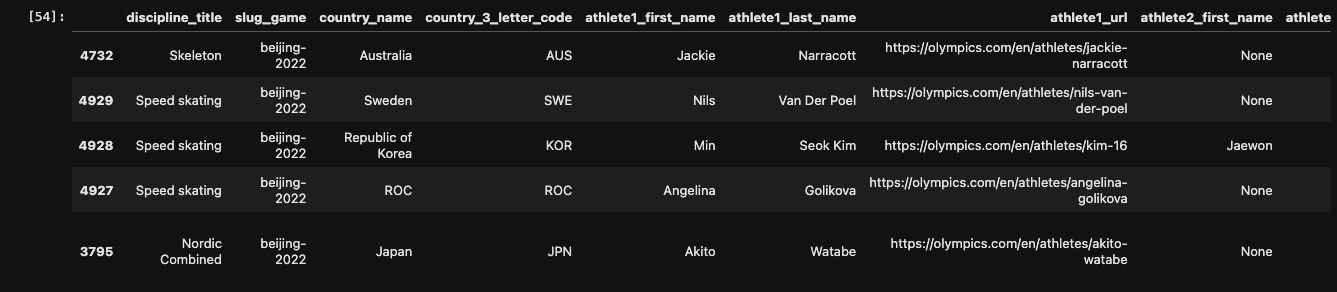 [54]: discipline_title slug_game country_name country_3_letter_code athlete1_first_name athlete1_last_name athlete1_url athlete2_first_name athlete
4732 Skeleton beijing-2022 Australia AUS Jackie Narracott https://olympics.com/en/athletes/jackie-narracott None
4929 Speed skating beijing-2022 Sweden SWE Nils Van Der Poel https://olympics.com/en/athletes/nils-van-der-poel None
4928 Speed skating beijing-2022 Republic of Korea KOR Min Seok Kim https://olympics.com/en/athletes/kim-16 Jaewon
4927 Speed skating beijing-2022 ROC ROC Angelina Golikova https://olympics.com/en/athletes/angelina-golikova None
3795 Nordic Combined beijing-2022 Japan JPN Akito Watabe https://olympics.com/en/athletes/akito-watabe None